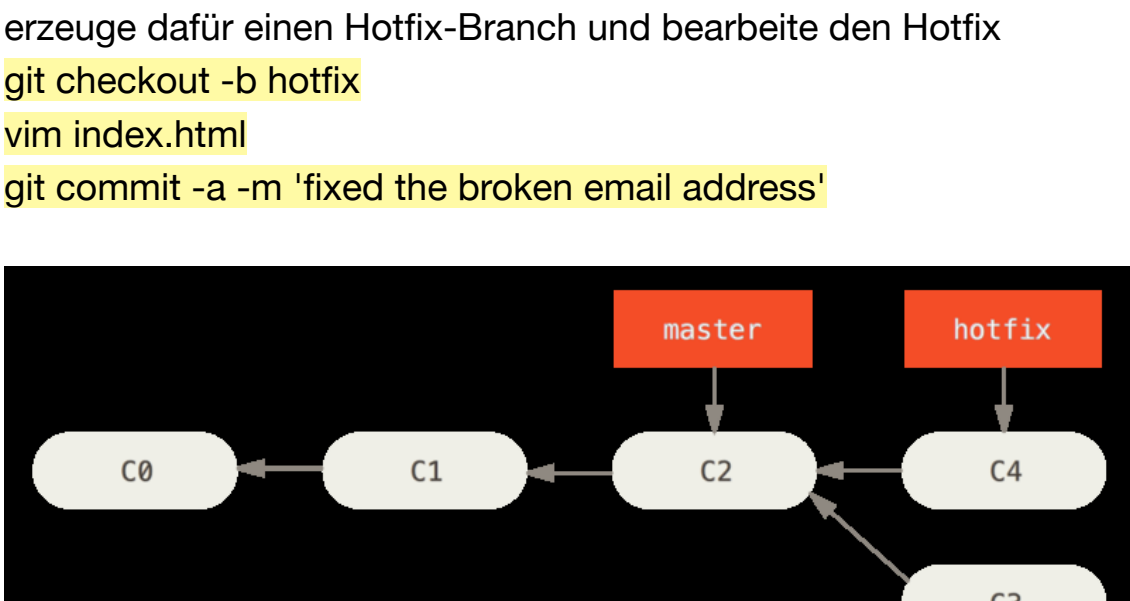 erzeuge dafür einen Hotfix-Branch und bearbeite den Hotfix
git checkout -b hotfix
vim index.html
git commit -a -m 'fixed the broken email address'
master
hotfix
C0
C1
C2
C4